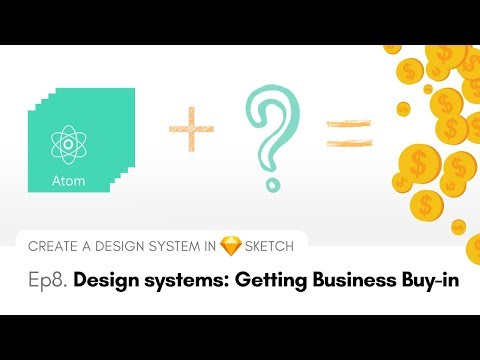 Atom
+ ? =
CREATE A DESIGN SYSTEM IN SKETCH
Ep8. Design systems: Getting Business Buy-in